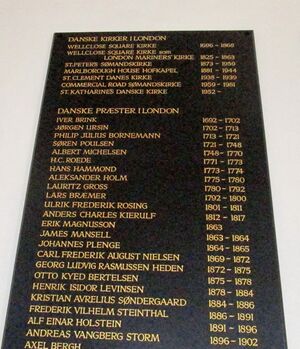 DANSKE KIRKER I LONDON
WELLCLOSE SQUARE KIRKE 1696 - 1868
WELLCLOSE SQUARE KIRKE som
LONDON MARINERS' KIRKE 1825 - 1863
ST. PETER'S SØMANDSKIRKE 1873 - 1950
MARLBOROUGH HOUSE HOFKAPEL 1881 - 1944
ST. CLEMENT DANES KIRKE 1938 - 1939
COMMERCIAL ROAD SØMANDSKIRKE 1959 - 1981
ST. KATHARINE'S DANSKE KIRKE 1952 -
DANSKE PRÆSTER I LONDON
IVER BRINK 1692 - 1702
JØRGEN URSIN 1702 - 1713
PHILIP JULIUS BORNEMANN 1713 - 1721
SØREN POULSEN 1721 - 1748
ALBERT MICHELSEN 1748 - 1770
H.C. ROEDE 1771 - 1773
HANS HAMMOND 1773 - 1774
ALEKSANDER HOLM 1775 - 1780
LAURITZ GROSS 1780 - 1792
LARS BRÆMER 1792 - 1800
ULRIK FREDERIK ROSING 1801 - 1811
ANDERS CHARLES KIERULF 1812 - 1817
ERIK MAGNUSSON 1863
JAMES MANSELL 1863 - 1864
JOHANNES PLENGE 1864 - 1865
CARL FREDERIK AUGUST NIELSEN 1869 - 1872
GEORG LUDVIG RASMUSSEN HEDEN 1872 - 1875
OTTO KYED BERTELSEN 1875 - 1878
HENRIK ISIDOR LEVINSEN 1878 - 1884
KRISTIAN AVRELIUS SØNDERGAARD 1884 - 1886
FREDERIK VILHELM STEINTHAL 1886 - 1891
ALF EINAR HOLSTEIN 1891 - 1896
ANDREAS VANGBERG STORM 1896 - 1902
AXEL BERGH